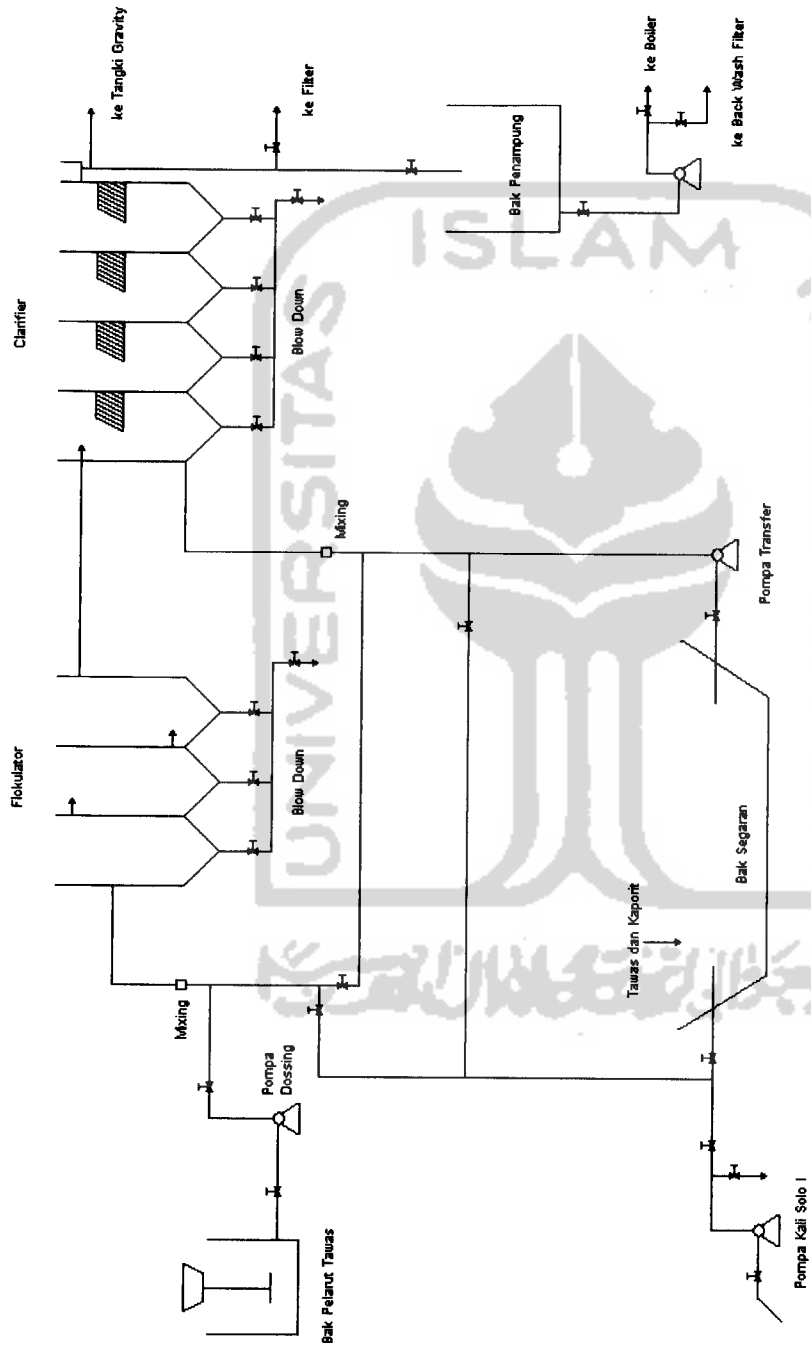 Flokulator
Clarifier
ke Tangki Gravity
ke Filter
Blow Down
Blow Down
Mixing
Mixing
Pompa
Dossing
Bak Pelarut Tawas
Bak Penampung
ke Boiler
ke Back Wash Filter
Tawas dan Kaporit
Bak Segaran
Pompa Transfer
Pompa Kali Solo I
UNIVERSITAS
ISLAM